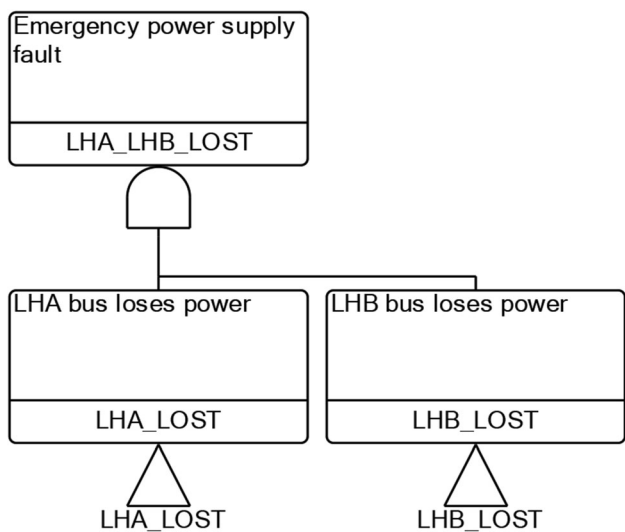 Emergency power supply
fault
LHA_LHB_LOST
LHA bus loses power
LHA_LOST
LHA_LOST
LHB bus loses power
LHB_LOST
LHB_LOST